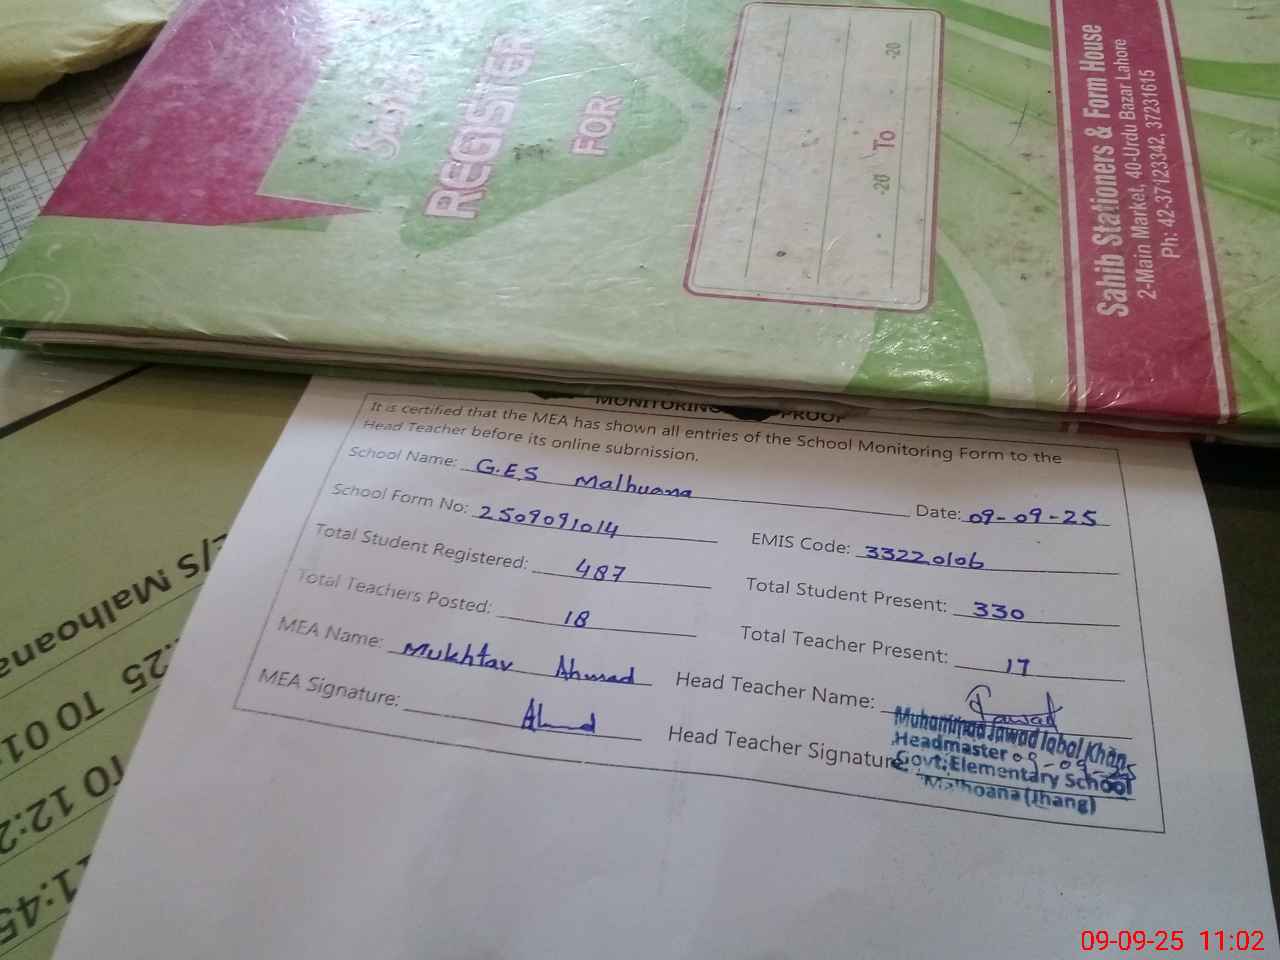 REGISTER
FOR
-20 To -20
Sahib Stationers & Form House
2-Main Market, 40-Urdu Bazar Lahore
Ph: 42-37123342, 37231615
MONITORING PROOF
It is certified that the MEA has shown all entries of the School Monitoring Form to the
Head Teacher before its online submission.
School Name: G.E.S Malhuana Date: 09-09-25
School Form No: 2509091014 EMIS Code: 33220106
Total Student Registered: 487 Total Student Present: 330
Total Teachers Posted: 18 Total Teacher Present: 17
MEA Name: Mukhtar Ahmad Head Teacher Name: Jawad
MEA Signature: Head Teacher Signature
Muhammad Jawad Iqbal Khan
Headmaster 09-09-25
Govt; Elementary School
Malhoana (Jhang)
E/S Malhoana
.25 TO 01:
TO 12:2
11:45
09-09-25 11:02